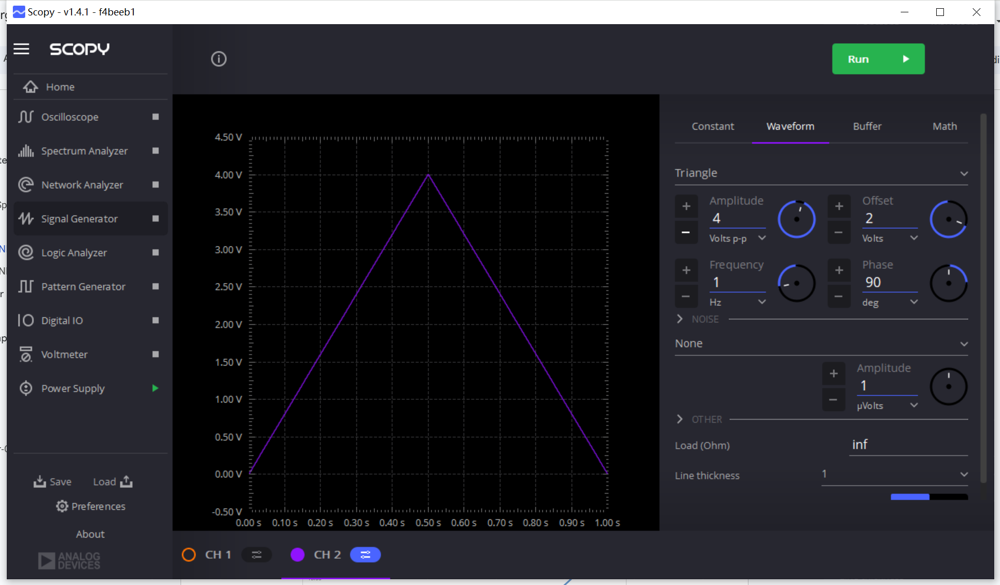 Scopy - v1.4.1 - f4beeb1
SCOPY
Run
Home
Oscilloscope
Spectrum Analyzer
Network Analyzer
Signal Generator
Logic Analyzer
Pattern Generator
Digital IO
Voltmeter
Power Supply
Save
Load
Preferences
About
ANALOG
DEVICES
4.50 V
4.00 V
3.50 V
3.00 V
2.50 V
2.00 V
1.50 V
1.00 V
0.50 V
0.00 V
-0.50 V
0.00 s 0.10 s 0.20 s 0.30 s 0.40 s 0.50 s 0.60 s 0.70 s 0.80 s 0.90 s 1.00 s
CH 1
CH 2
Constant Waveform Buffer Math
Triangle
Amplitude Offset
4 2
Volts p-p Volts
Frequency Phase
1 90
Hz deg
NOISE
None
Amplitude
1
µVolts
OTHER
Load (Ohm) inf
Line thickness 1